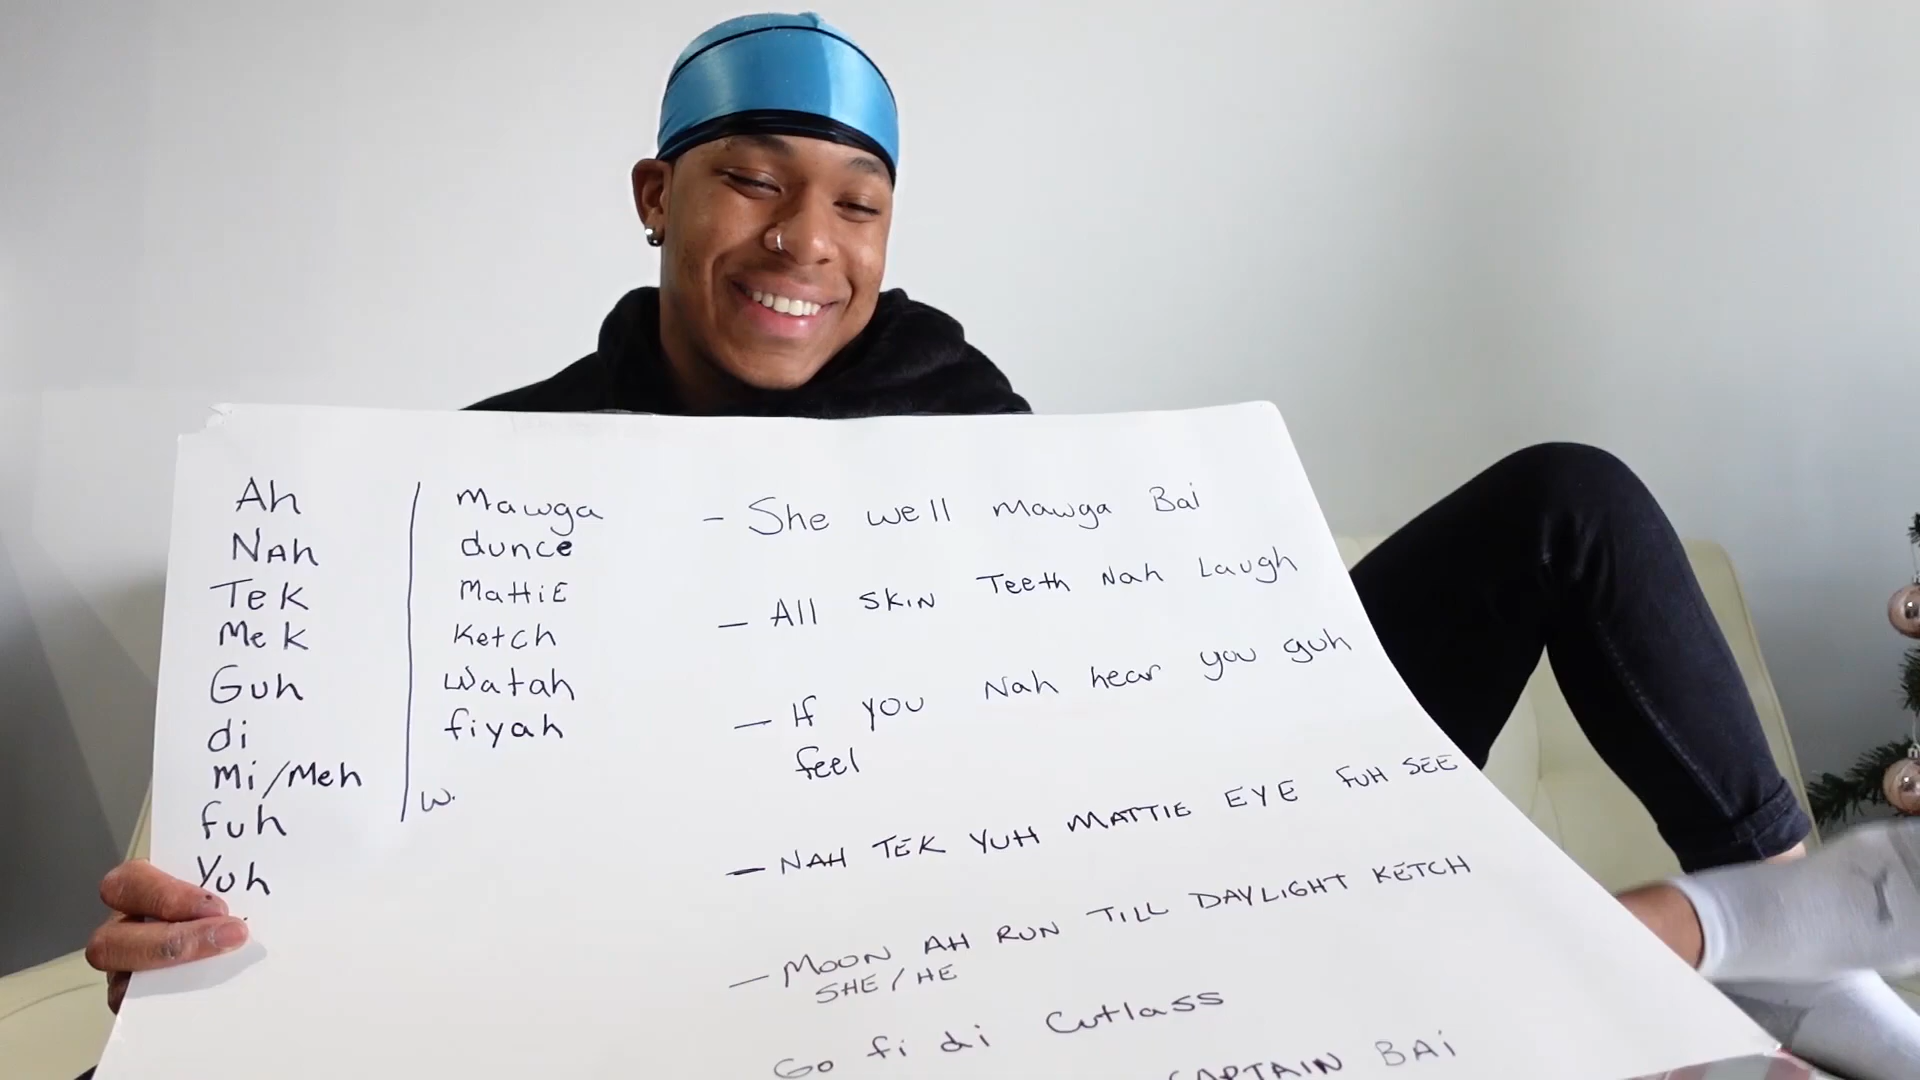 Ah
NAh
Tek
Mek
Guh
di
Mi/Meh
fuh
Yuh
Mawga
dunce
MattiE
Ketch
Watah
fiyah
W.
- She well mawga Bai
- All SKIN Teeth Nah Laugh
- If you Nah hear you guh
feel
- NAH TEK YUH MATTIE EYE FUH SEE
- MOON AH RUN TILL DAYLIGHT KETCH
SHE/HE
Go fi di Cutlass
CAPTAIN BAi